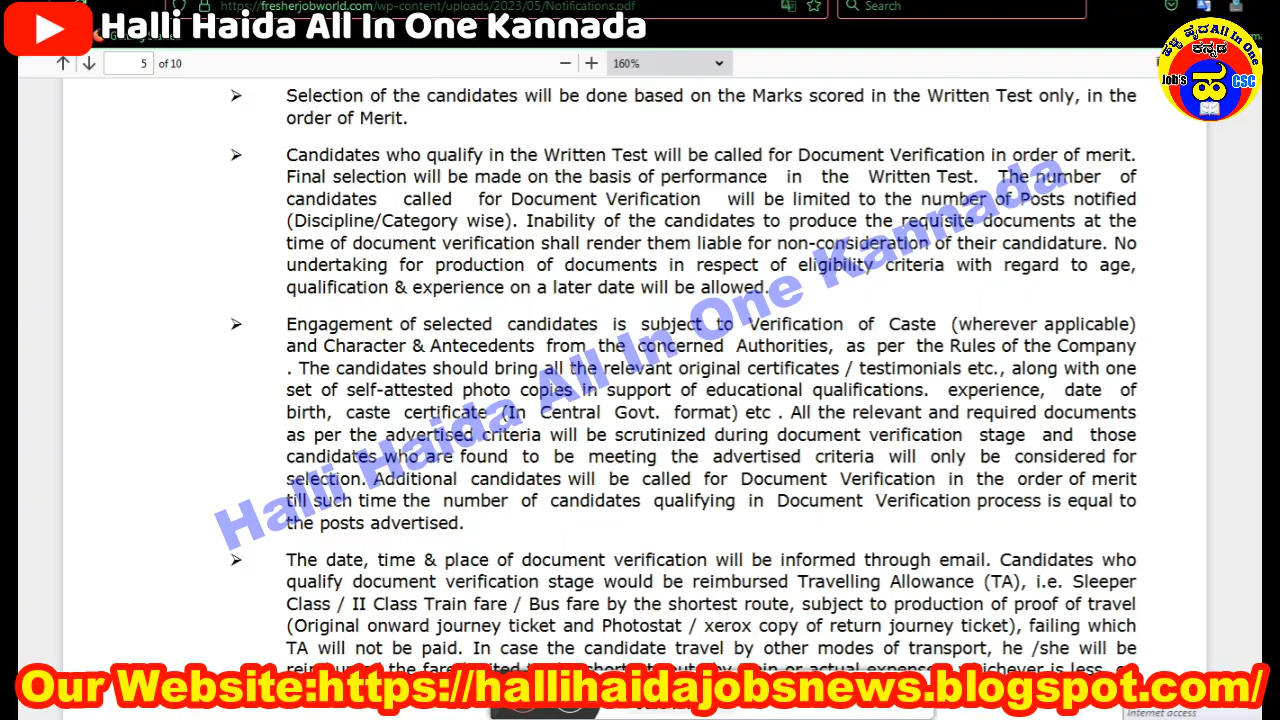 https://fresherjobworld.com/wp-content/uploads/2023/05/Notifications.pdf
Search
Halli Haida All In One Kannada
ಹಳ್ಳಿ ಹೈದ All In One
ಕನ್ನಡ
Job's
ಹ
CSC
5 of 10
160%
➢ Selection of the candidates will be done based on the Marks scored in the Written Test only, in the
order of Merit.
➢ Candidates who qualify in the Written Test will be called for Document Verification in order of merit.
Final selection will be made on the basis of performance in the Written Test. The number of
candidates called for Document Verification will be limited to the number of Posts notified
(Discipline/Category wise). Inability of the candidates to produce the requisite documents at the
time of document verification shall render them liable for non-consideration of their candidature. No
undertaking for production of documents in respect of eligibility criteria with regard to age,
qualification & experience on a later date will be allowed.
➢ Engagement of selected candidates is subject to Verification of Caste (wherever applicable)
and Character & Antecedents from the concerned Authorities, as per the Rules of the Company
. The candidates should bring all the relevant original certificates / testimonials etc., along with one
set of self-attested photo copies in support of educational qualifications. experience, date of
birth, caste certificate (In Central Govt. format) etc . All the relevant and required documents
as per the advertised criteria will be scrutinized during document verification stage and those
candidates who are found to be meeting the advertised criteria will only be considered for
selection. Additional candidates will be called for Document Verification in the order of merit
till such time the number of candidates qualifying in Document Verification process is equal to
the posts advertised.
Halli Haida All In One Kannada
➢ The date, time & place of document verification will be informed through email. Candidates who
qualify document verification stage would be reimbursed Travelling Allowance (TA), i.e. Sleeper
Class / II Class Train fare / Bus fare by the shortest route, subject to production of proof of travel
(Original onward journey ticket and Photostat / xerox copy of return journey ticket), failing which
TA will not be paid. In case the candidate travel by other modes of transport, he /she will be
Our Website:https://hallihaidajobsnews.blogspot.com/
Internet access